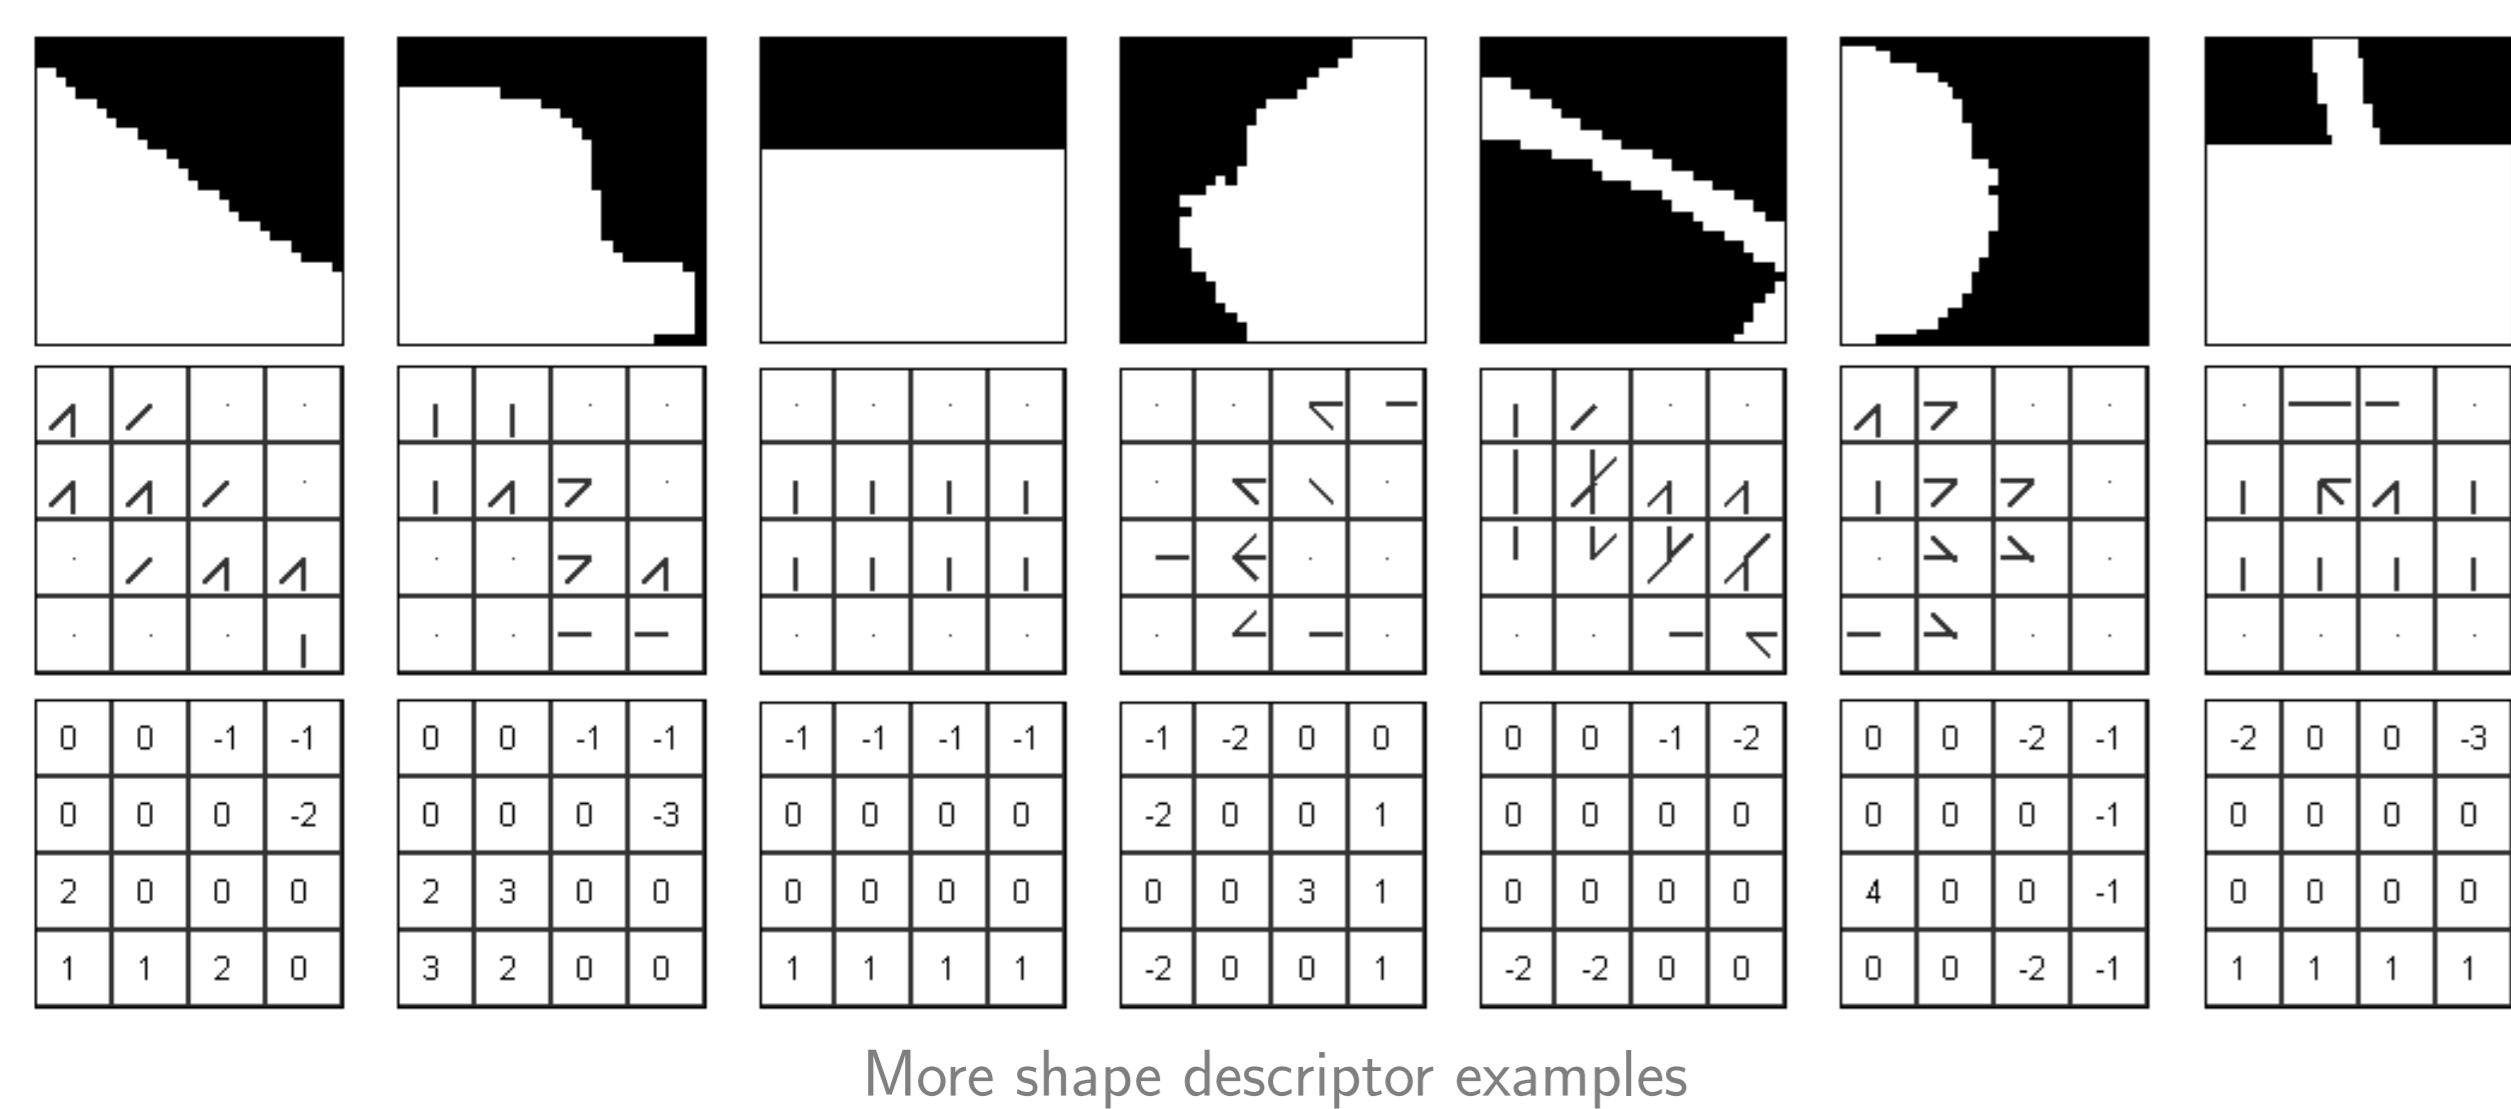 0 0 -1 -1 0 0 -1 -1 -1 -1 -1 -1 -1 -2 0 0 0 0 -1 -2 0 0 -2 -1 -2 0 0 -3
0 0 0 -2 0 0 0 -3 0 0 0 0 -2 0 0 1 0 0 0 0 0 0 0 -1 0 0 0 0
2 0 0 0 2 3 0 0 0 0 0 0 0 0 3 1 0 0 0 0 4 0 0 -1 0 0 0 0
1 1 2 0 3 2 0 0 1 1 1 1 -2 0 0 1 -2 -2 0 0 0 0 -2 -1 1 1 1 1
More shape descriptor examples